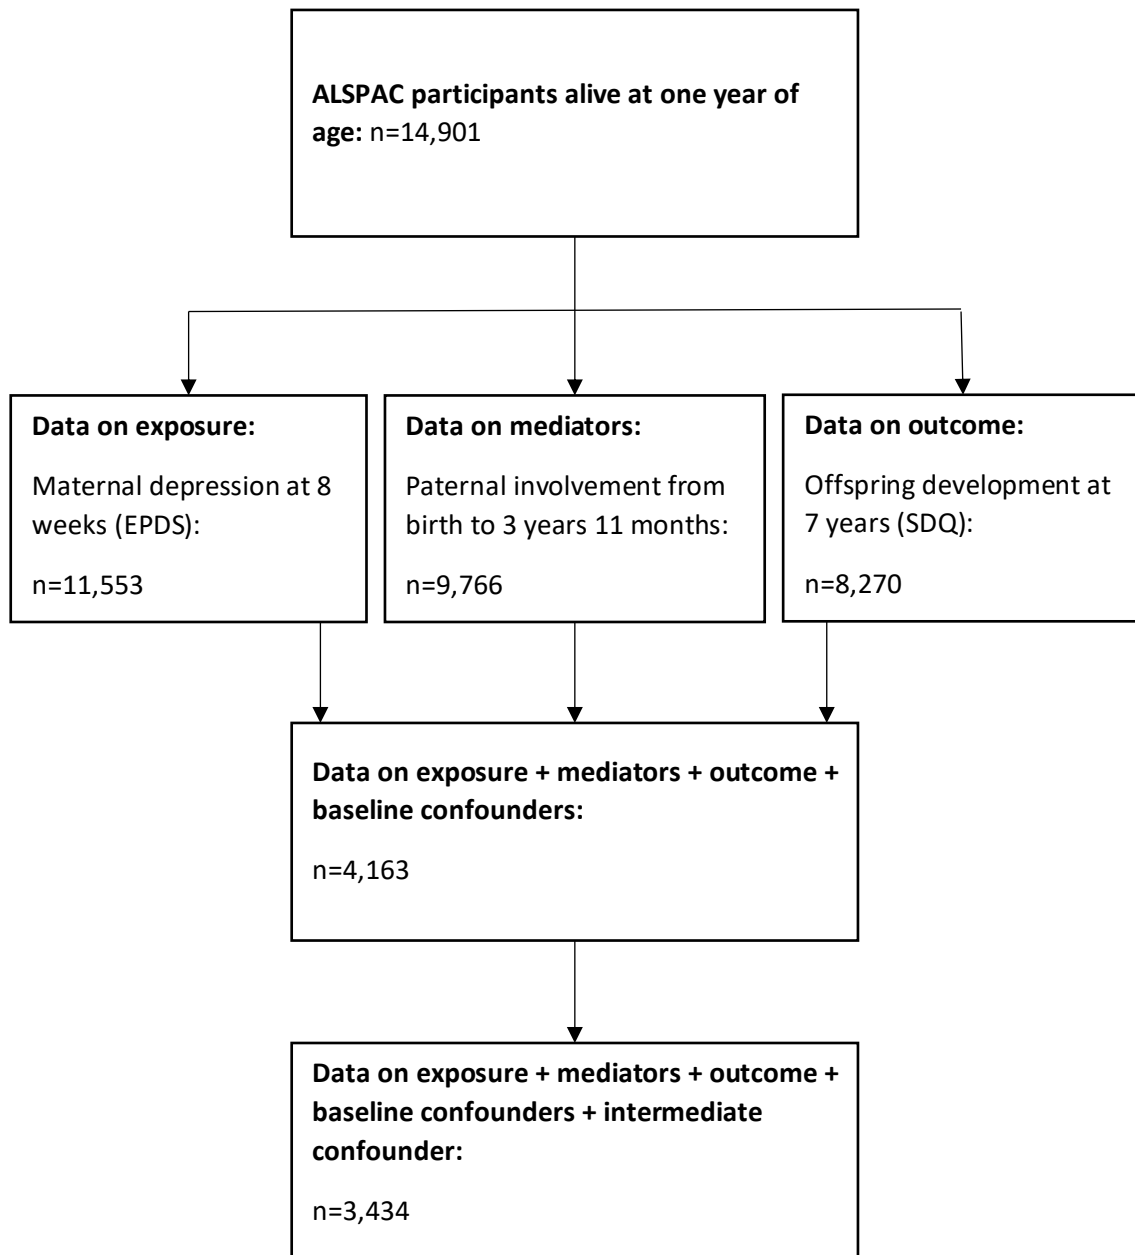 ALSPAC participants alive at one year of
age: n=14,901
Data on exposure:
Maternal depression at 8
weeks (EPDS):
n=11,553
Data on mediators:
Paternal involvement from
birth to 3 years 11 months:
n=9,766
Data on outcome:
Offspring development at
7 years (SDQ):
n=8,270
Data on exposure + mediators + outcome +
baseline confounders:
n=4,163
Data on exposure + mediators + outcome +
baseline confounders + intermediate
confounder:
n=3,434